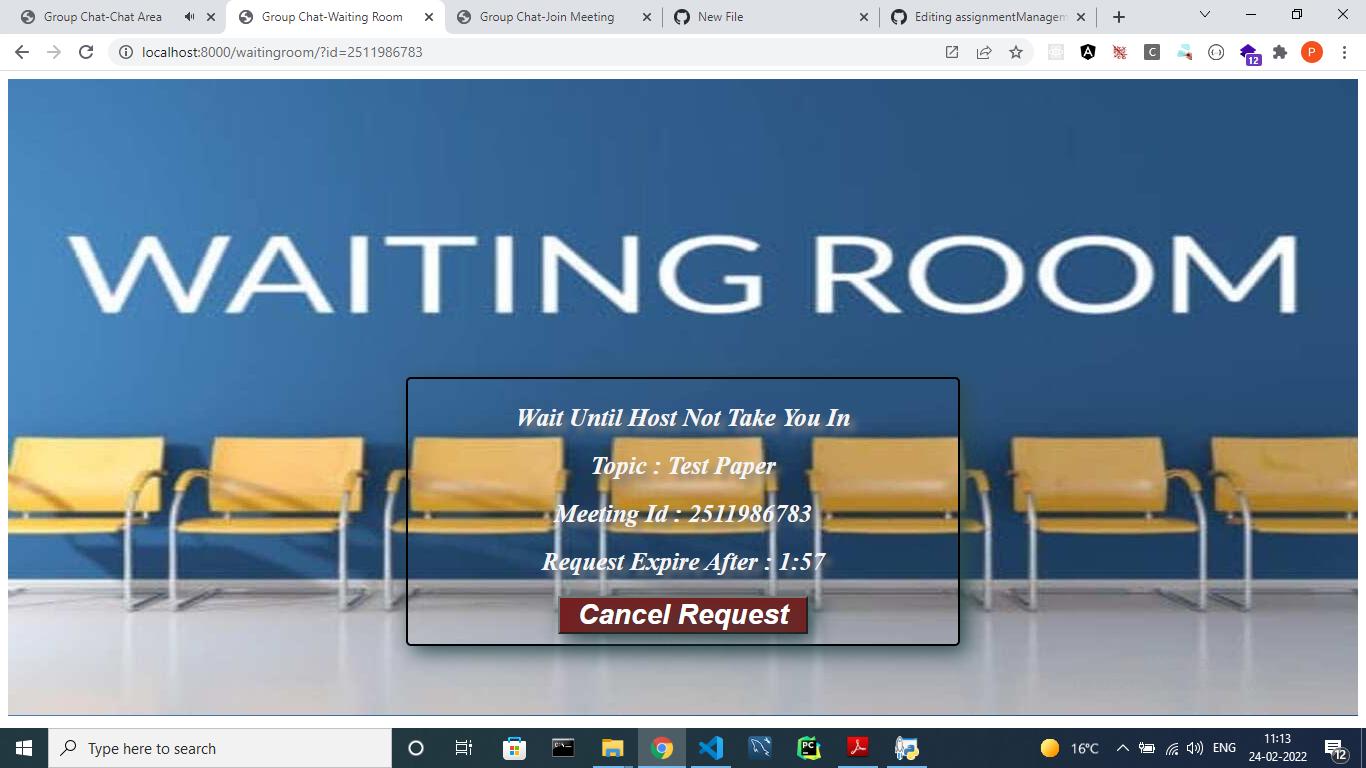 Group Chat-Chat Area
Group Chat-Waiting Room
Group Chat-Join Meeting
New File
Editing assignmentManagem
localhost:8000/waitingroom/?id=2511986783
C
12
P
WAITING ROOM
Wait Until Host Not Take You In
Topic : Test Paper
Meeting Id : 2511986783
Request Expire After : 1:57
Cancel Request
Type here to search
PC
16°C
ENG
11:13
24-02-2022
12